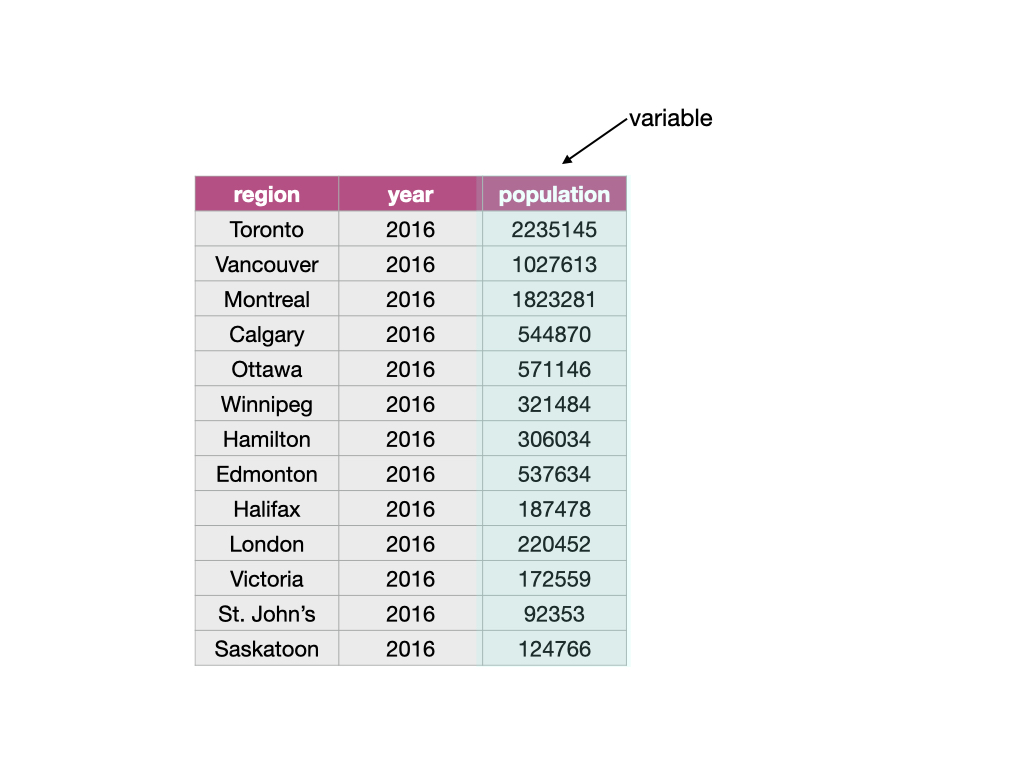 variable
region year population
Toronto 2016 2235145
Vancouver 2016 1027613
Montreal 2016 1823281
Calgary 2016 544870
Ottawa 2016 571146
Winnipeg 2016 321484
Hamilton 2016 306034
Edmonton 2016 537634
Halifax 2016 187478
London 2016 220452
Victoria 2016 172559
St. John’s 2016 92353
Saskatoon 2016 124766